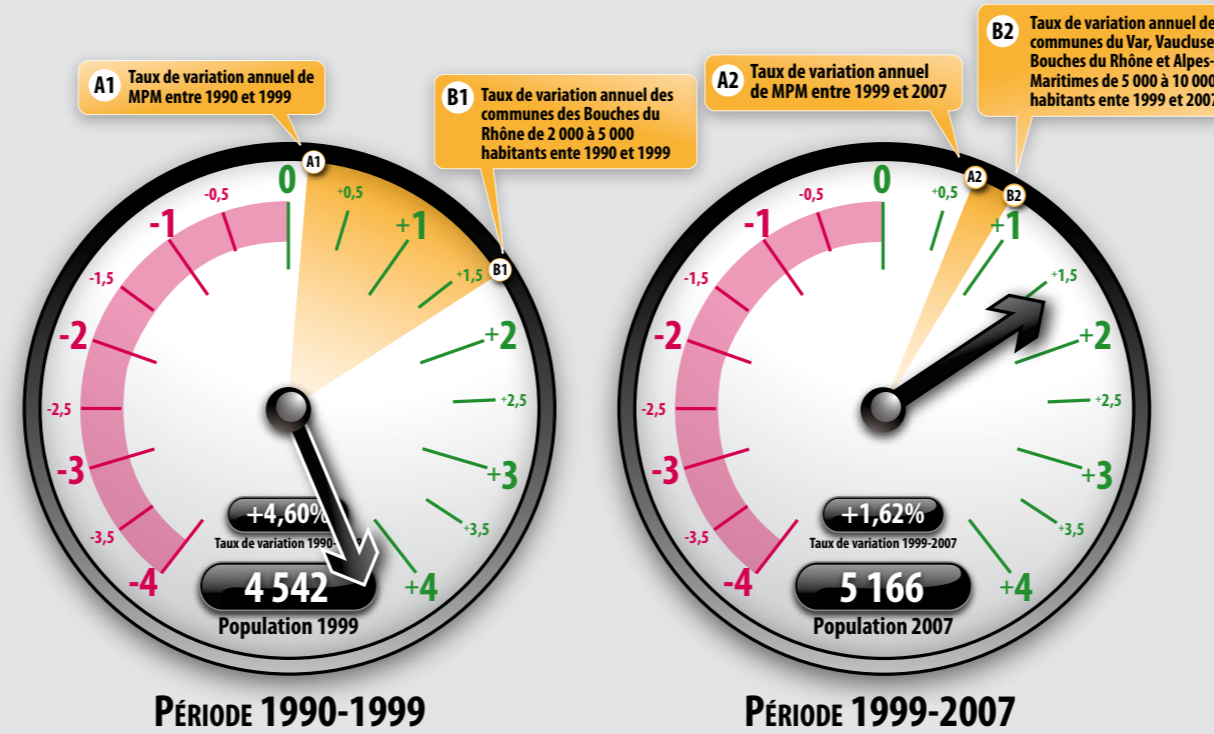 A1 Taux de variation annuel de
MPM entre 1990 et 1999
B1 Taux de variation annuel des
communes des Bouches du
Rhône de 2 000 à 5 000
habitants ente 1990 et 1999
A1
B1
0
-0,5
-1
-1,5
-2
-2,5
-3
-3,5
-4
+0,5
+1
+1,5
+2
+2,5
+3
+3,5
+4
+4,60%
Taux de variation 1990-
4 542
Population 1999
PÉRIODE 1990-1999
A2 Taux de variation annuel
de MPM entre 1999 et 2007
B2 Taux de variation annuel de
communes du Var, Vaucluse
Bouches du Rhône et Alpes-
Maritimes de 5 000 à 10 000
habitants ente 1999 et 2007
A2
B2
0
-0,5
-1
-1,5
-2
-2,5
-3
-3,5
-4
+0,5
+1
+1,5
+2
+2,5
+3
+3,5
+4
+1,62%
Taux de variation 1999-2007
5 166
Population 2007
PÉRIODE 1999-2007